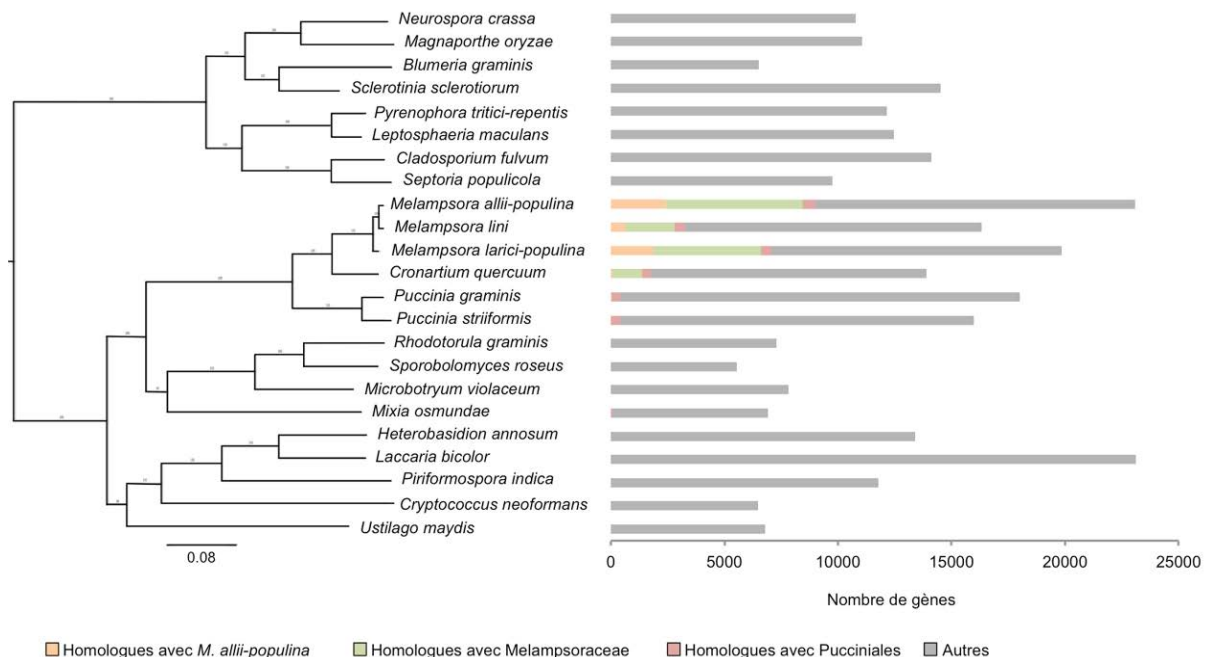 Neurospora crassa
Magnaporthe oryzae
Blumeria graminis
Sclerotinia sclerotiorum
Pyrenophora tritici-repentis
Leptosphaeria maculans
Cladosporium fulvum
Septoria populicola
Melampsora allii-populina
Melampsora lini
Melampsora larici-populina
Cronartium quercuum
Puccinia graminis
Puccinia striiformis
Rhodotorula graminis
Sporobolomyces roseus
Microbotryum violaceum
Mixia osmundae
Heterobasidion annosum
Laccaria bicolor
Piriformospora indica
Cryptococcus neoformans
Ustilago maydis
0.08
0 5000 10000 15000 20000 25000
Nombre de gènes
Homologues avec M. allii-populina Homologues avec Melampsoraceae Homologues avec Pucciniales Autres